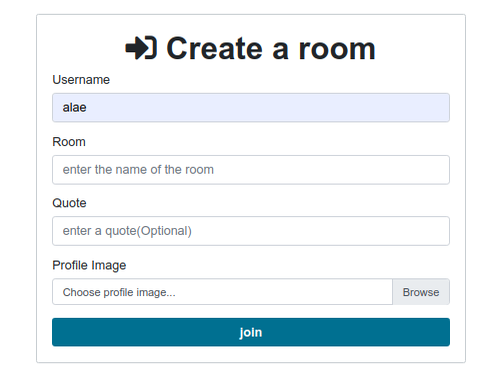 Create a room
Username
alae
Room
enter the name of the room
Quote
enter a quote(Optional)
Profile Image
Choose profile image... Browse
join